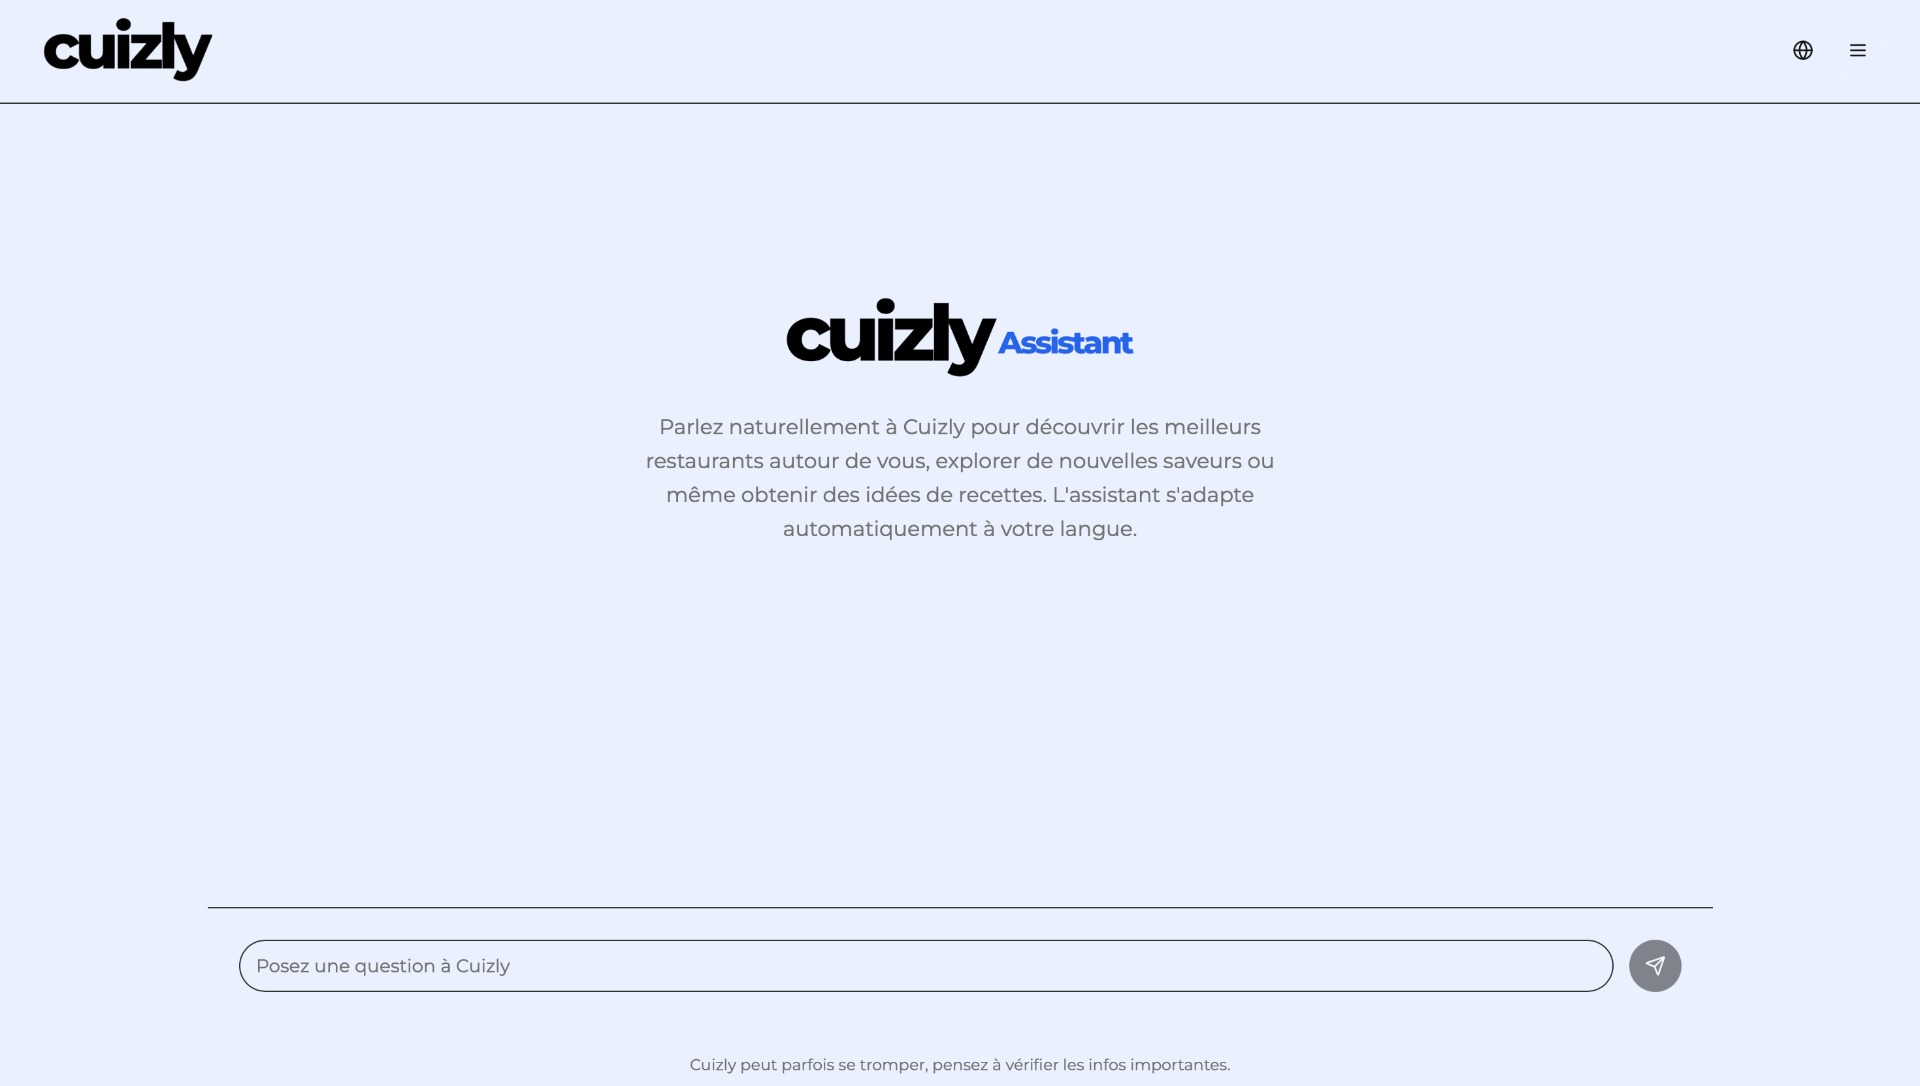 cuizly
cuizly Assistant
Parlez naturellement à Cuizly pour découvrir les meilleurs
restaurants autour de vous, explorer de nouvelles saveurs ou
même obtenir des idées de recettes. L'assistant s'adapte
automatiquement à votre langue.
Posez une question à Cuizly
Cuizly peut parfois se tromper, pensez à vérifier les infos importantes.